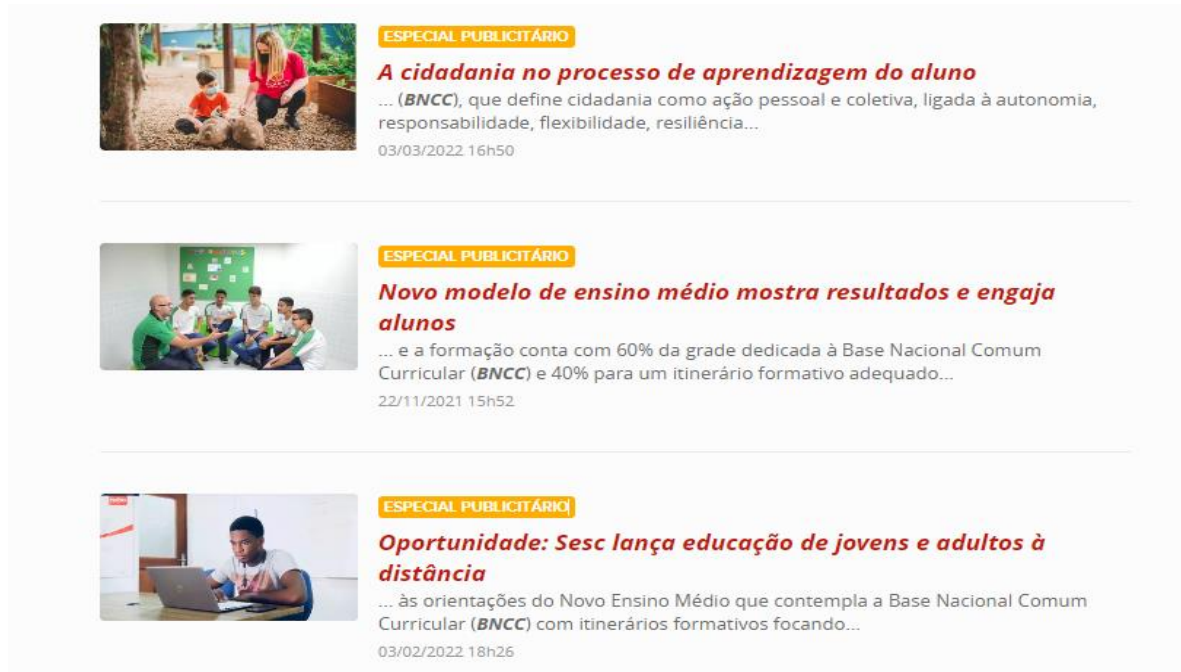 ESPECIAL PUBLICITÁRIO
A cidadania no processo de aprendizagem do aluno
... (BNCC), que define cidadania como ação pessoal e coletiva, ligada à autonomia,
responsabilidade, flexibilidade, resiliência...
03/03/2022 16h50
ESPECIAL PUBLICITÁRIO
Novo modelo de ensino médio mostra resultados e engaja
alunos
... e a formação conta com 60% da grade dedicada à Base Nacional Comum
Curricular (BNCC) e 40% para um itinerário formativo adequado...
22/11/2021 15h52
ESPECIAL PUBLICITÁRIO
Oportunidade: Sesc lança educação de jovens e adultos à
distância
... às orientações do Novo Ensino Médio que contempla a Base Nacional Comum
Curricular (BNCC) com itinerários formativos focando...
03/02/2022 18h26